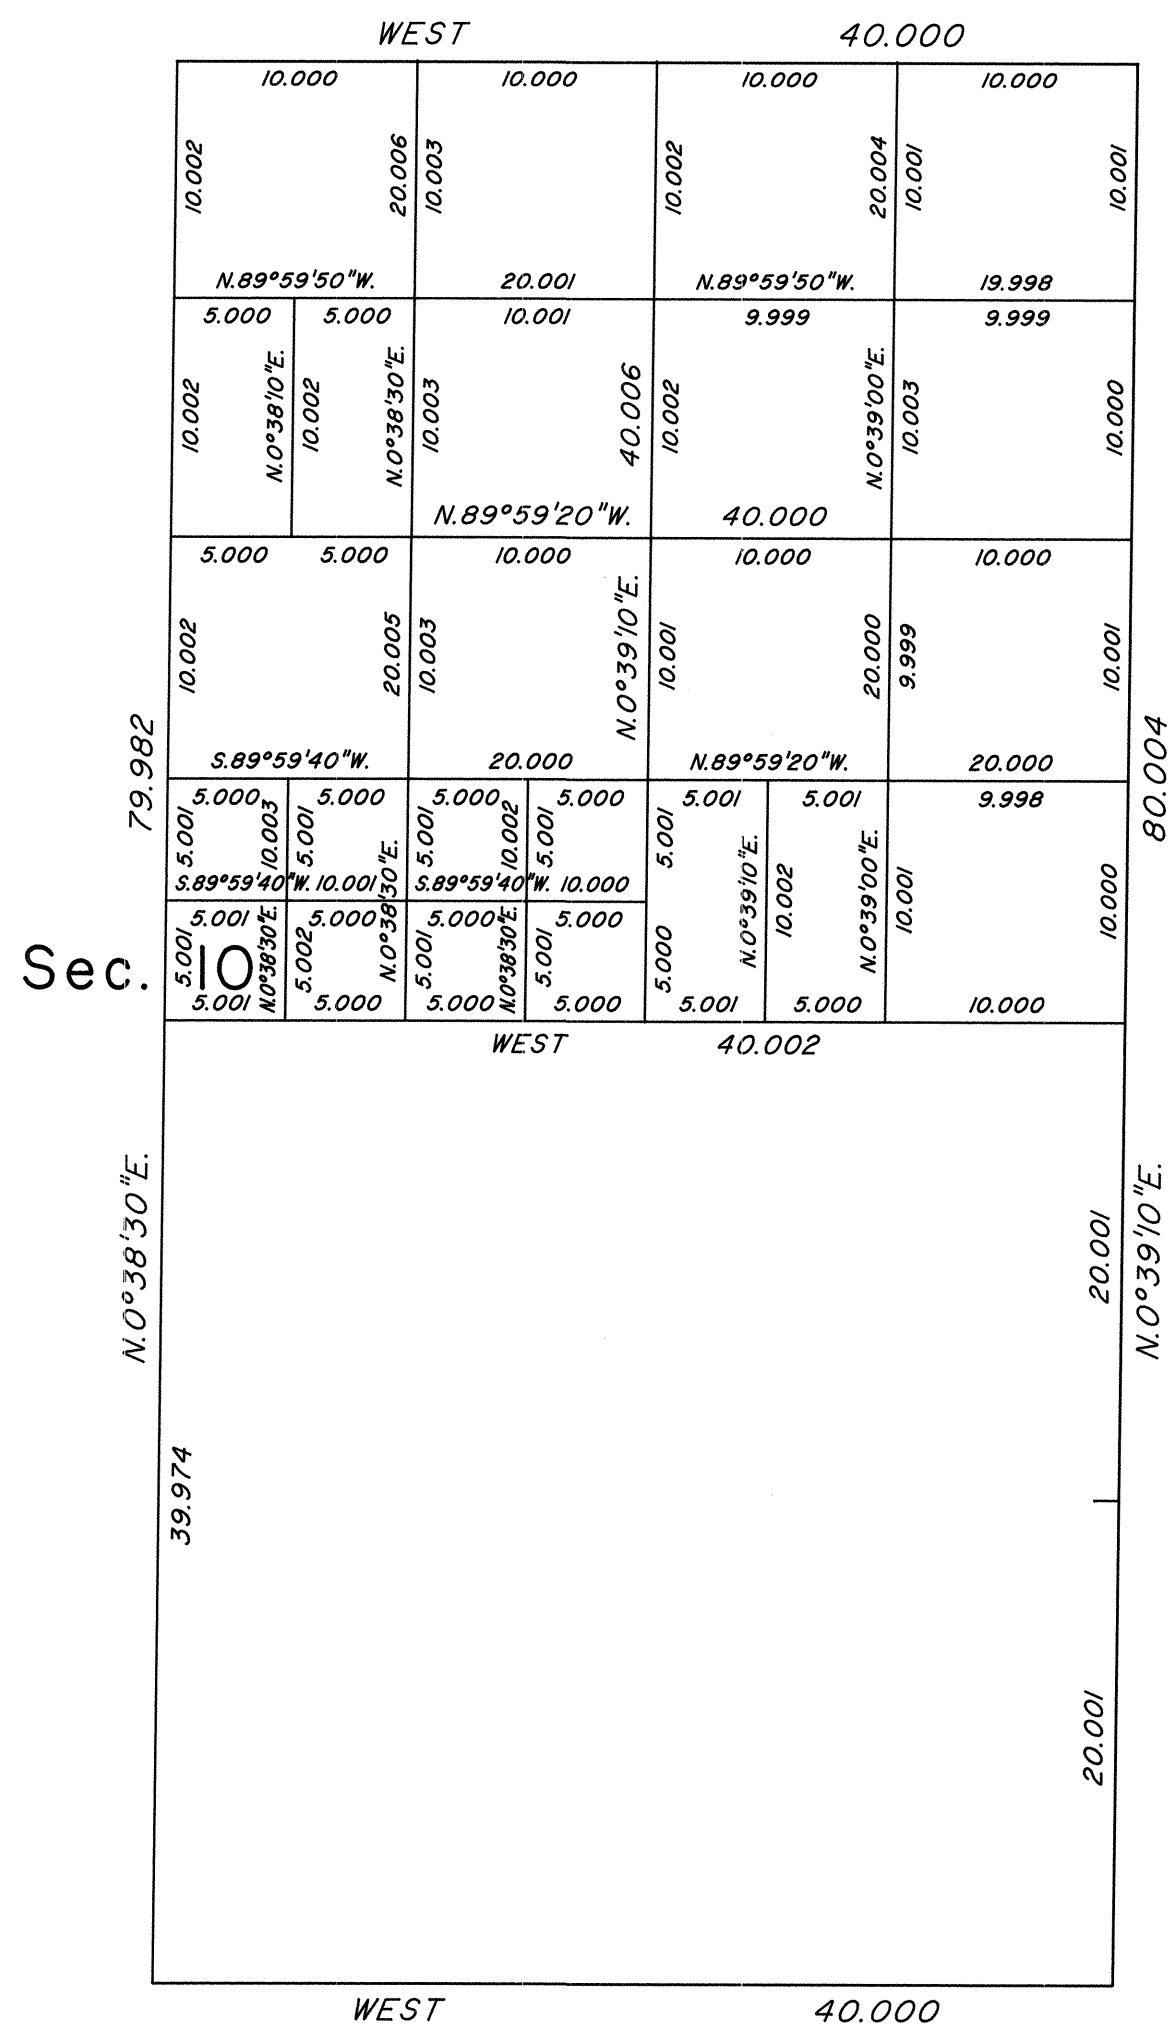 WEST 40.000
10.000 10.000 10.000 10.000
10.002 20.006 10.003 10.002 20.004 10.001 10.001
N.89°59'50"W. 20.001 N.89°59'50"W. 19.998
5.000 5.000 10.001 9.999 9.999
10.002 N.0°38'10"E. 10.002 N.0°38'30"E. 10.003 40.006 10.002 N.0°39'00"E. 10.003 10.000
N.89°59'20"W. 40.000
5.000 5.000 10.000 10.000 10.000
10.002 20.005 10.003 N.0°39'10"E. 10.001 20.000 9.999 10.001
79.982 80.004
S.89°59'40"W. 20.000 N.89°59'20"W. 20.000
5.000 5.000 5.000 5.000 5.001 5.001 9.998
5.001 10.003 5.001 N.0°38'30"E. 5.001 10.002 5.001 5.001 N.0°39'10"E. 10.002 N.0°39'00"E. 10.001 10.000
S.89°59'40"W. 10.001 S.89°59'40"W. 10.000
5.001 5.000 5.000 5.000
Sec. 10
5.001 N.0°38'30"E. 5.002 5.001 N.0°38'30"E. 5.001 5.000
5.001 5.000 5.000 5.000 5.001 5.000 10.000
WEST 40.002
N.0°38'30"E. 20.001 N.0°39'10"E.
39.974
20.001
WEST 40.000